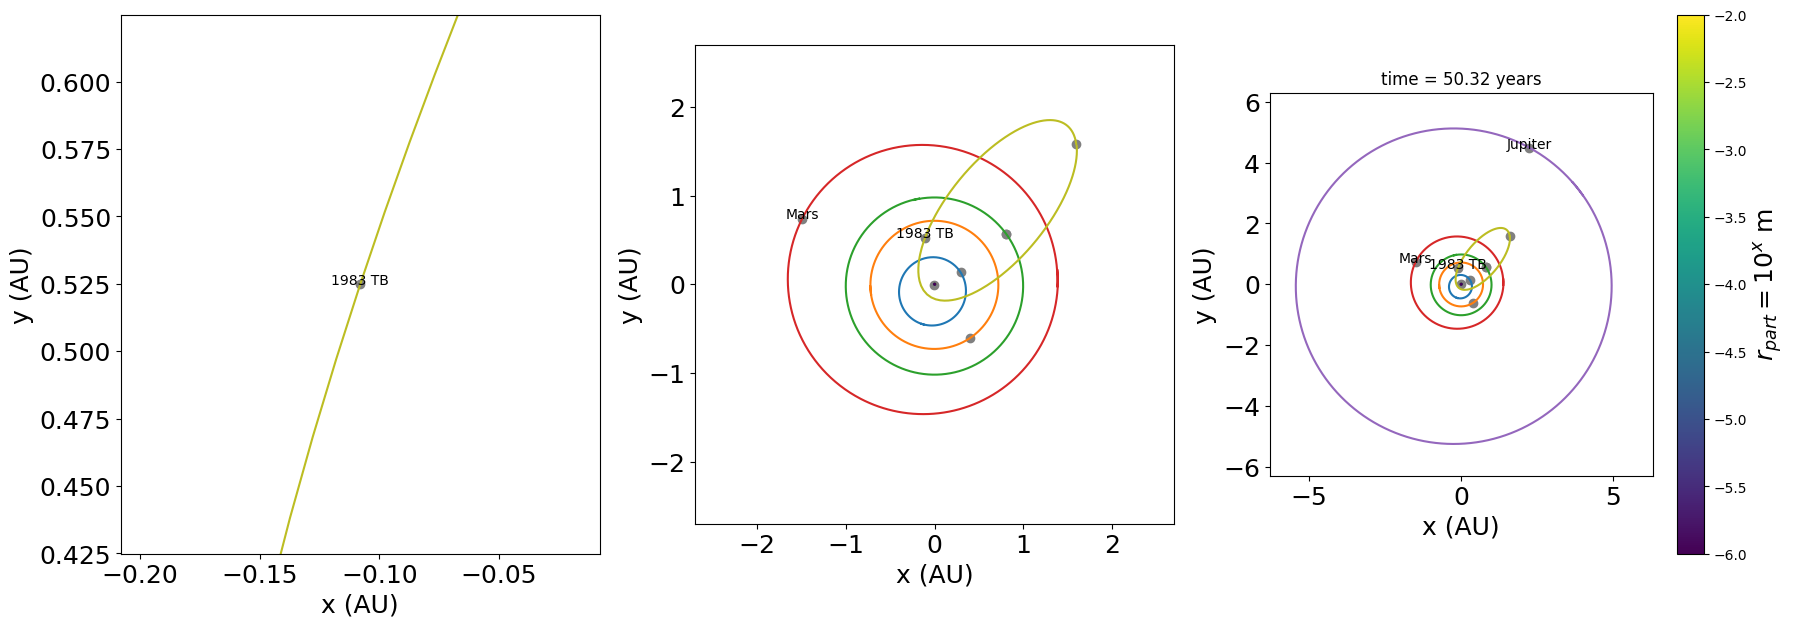 0.600
0.575
0.550
0.525
0.500
0.475
0.450
0.425
y (AU)
−0.20 −0.15 −0.10 −0.05
x (AU)
1983 TB
2
1
0
−1
−2
y (AU)
−2 −1 0 1 2
x (AU)
Mars
1983 TB
time = 50.32 years
6
4
2
0
−2
−4
−6
y (AU)
−5 0 5
x (AU)
Jupiter
Mars
1983 TB
−2.0
−2.5
−3.0
−3.5
−4.0
−4.5
−5.0
−5.5
−6.0
r_part = 10^x m